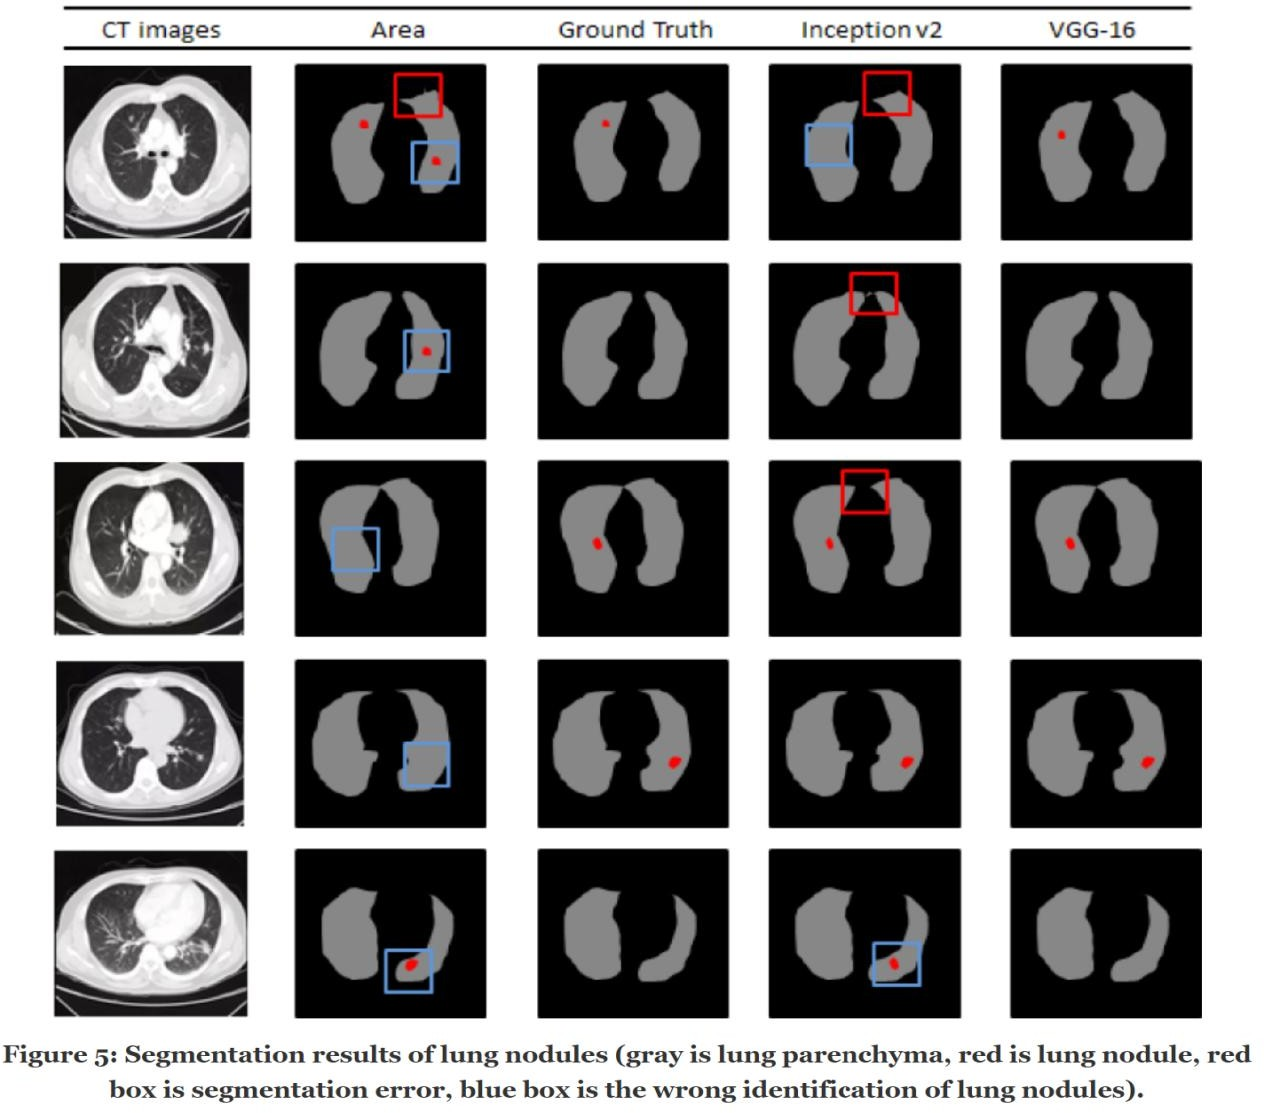 CT images Area Ground Truth Inception v2 VGG-16
Figure 5: Segmentation results of lung nodules (gray is lung parenchyma, red is lung nodule, red
box is segmentation error, blue box is the wrong identification of lung nodules).